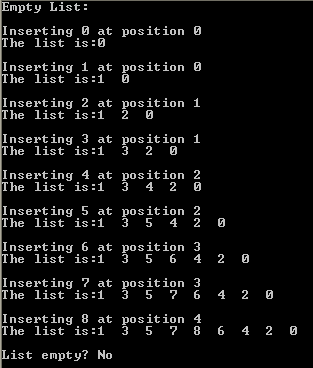 Empty List:
Inserting 0 at position 0
The list is:0
Inserting 1 at position 0
The list is:1  0
Inserting 2 at position 1
The list is:1  2  0
Inserting 3 at position 1
The list is:1  3  2  0
Inserting 4 at position 2
The list is:1  3  4  2  0
Inserting 5 at position 2
The list is:1  3  5  4  2  0
Inserting 6 at position 3
The list is:1  3  5  6  4  2  0
Inserting 7 at position 3
The list is:1  3  5  7  6  4  2  0
Inserting 8 at position 4
The list is:1  3  5  7  8  6  4  2  0
List empty? No